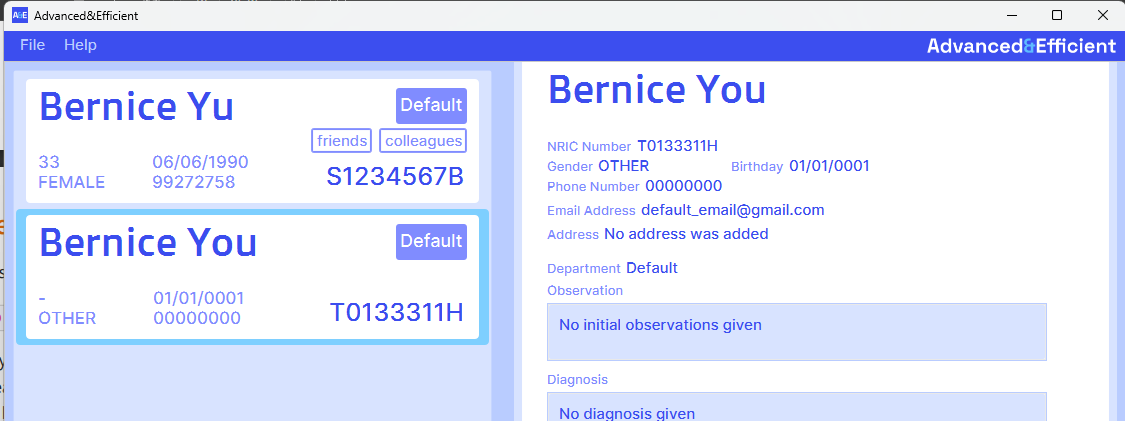 A&E Advanced&Efficient
File Help
Advanced&Efficient
Bernice Yu
Default
friends colleagues
33 06/06/1990
FEMALE 99272758
S1234567B
Bernice You
Default
- 01/01/0001
OTHER 00000000
T0133311H
Bernice You
NRIC Number T0133311H
Gender OTHER Birthday 01/01/0001
Phone Number 00000000
Email Address default_email@gmail.com
Address No address was added
Department Default
Observation
No initial observations given
Diagnosis
No diagnosis given